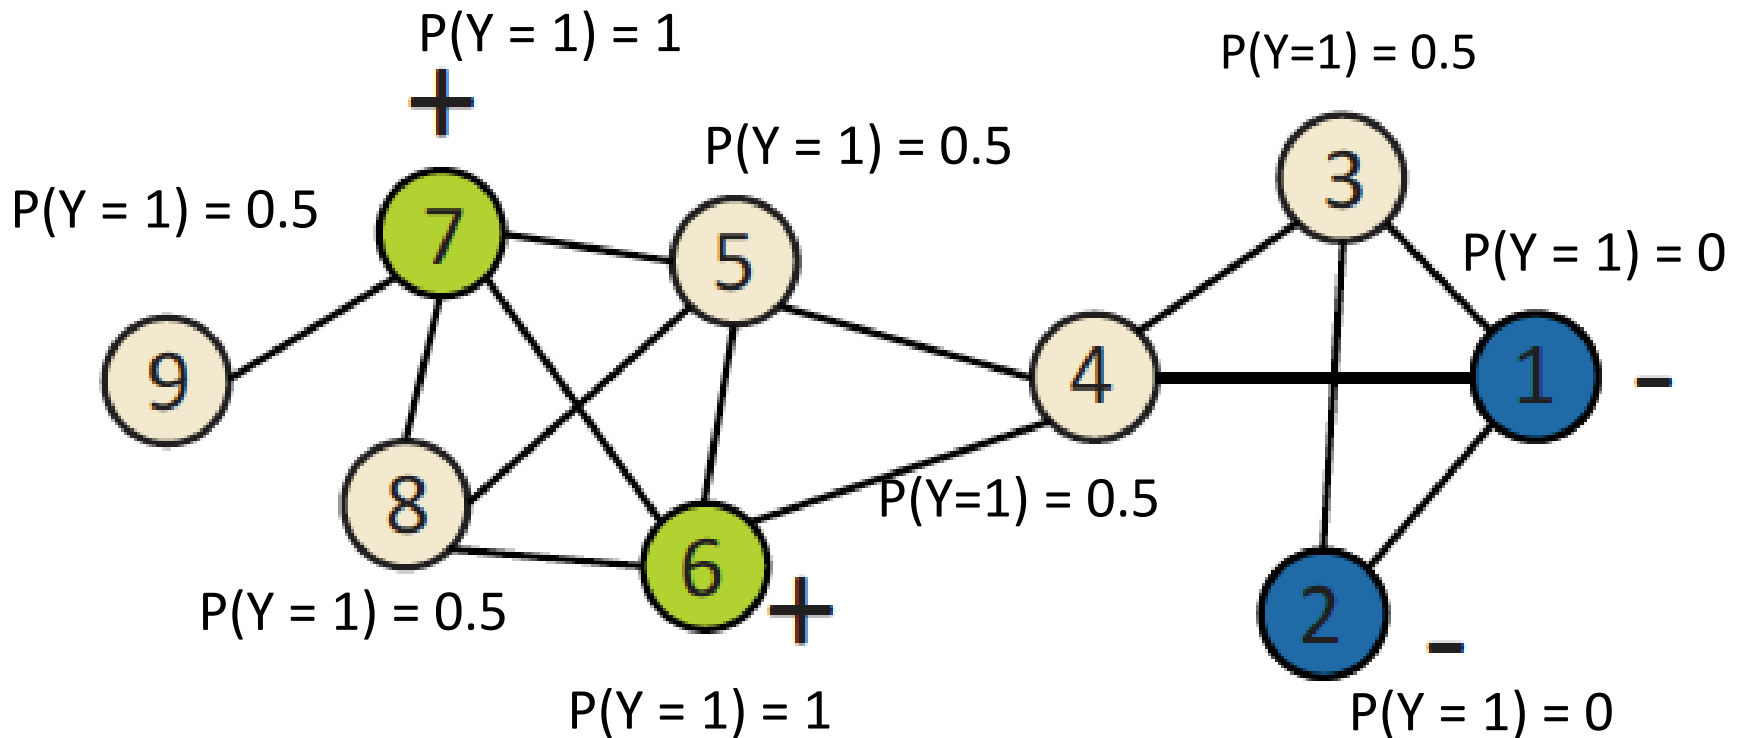 P(Y = 1) = 1
+
P(Y=1) = 0.5
P(Y = 1) = 0.5
3
P(Y = 1) = 0.5
7
5
P(Y = 1) = 0
9
4
1
-
8
P(Y=1) = 0.5
6
+
P(Y = 1) = 0.5
2
-
P(Y = 1) = 1
P(Y = 1) = 0